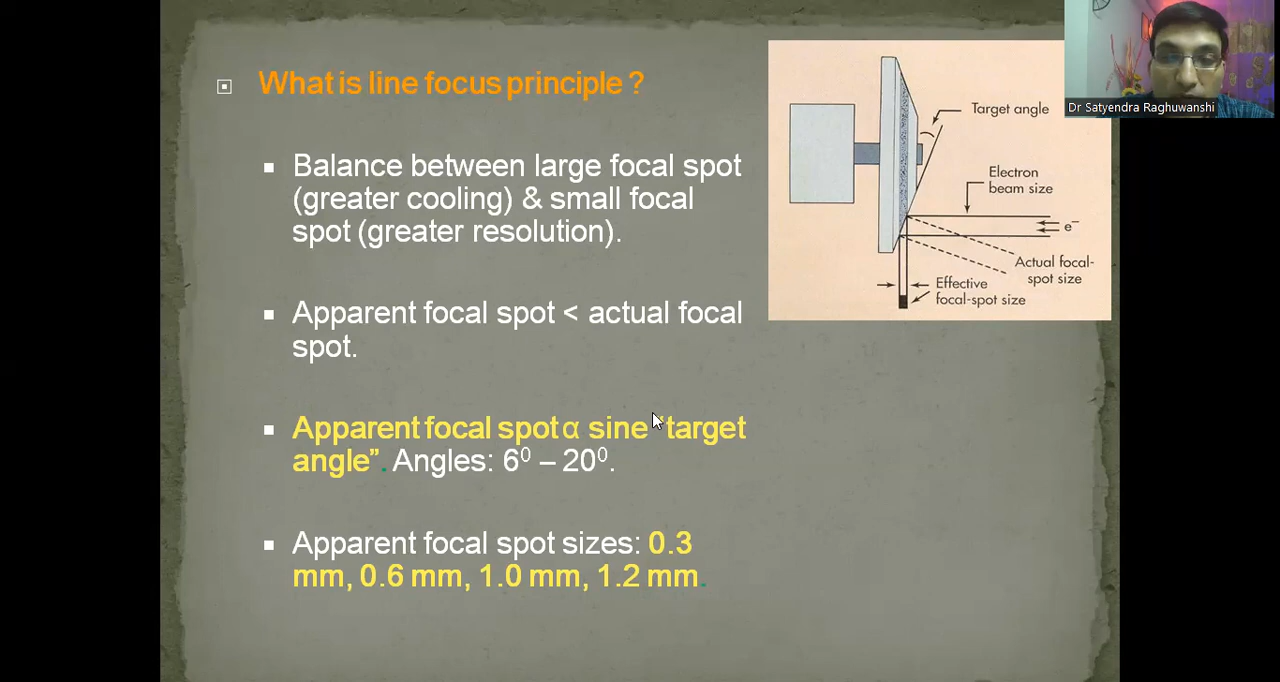 What is line focus principle ?
Balance between large focal spot
(greater cooling) & small focal
spot (greater resolution).
Apparent focal spot < actual focal
spot.
Apparent focal spot α sine “target
angle”. Angles: 6⁰ – 20⁰.
Apparent focal spot sizes: 0.3
mm, 0.6 mm, 1.0 mm, 1.2 mm.
Target angle
Electron
beam size
e⁻
Actual focal-
spot size
Effective
focal-spot size
Dr Satyendra Raghuwanshi